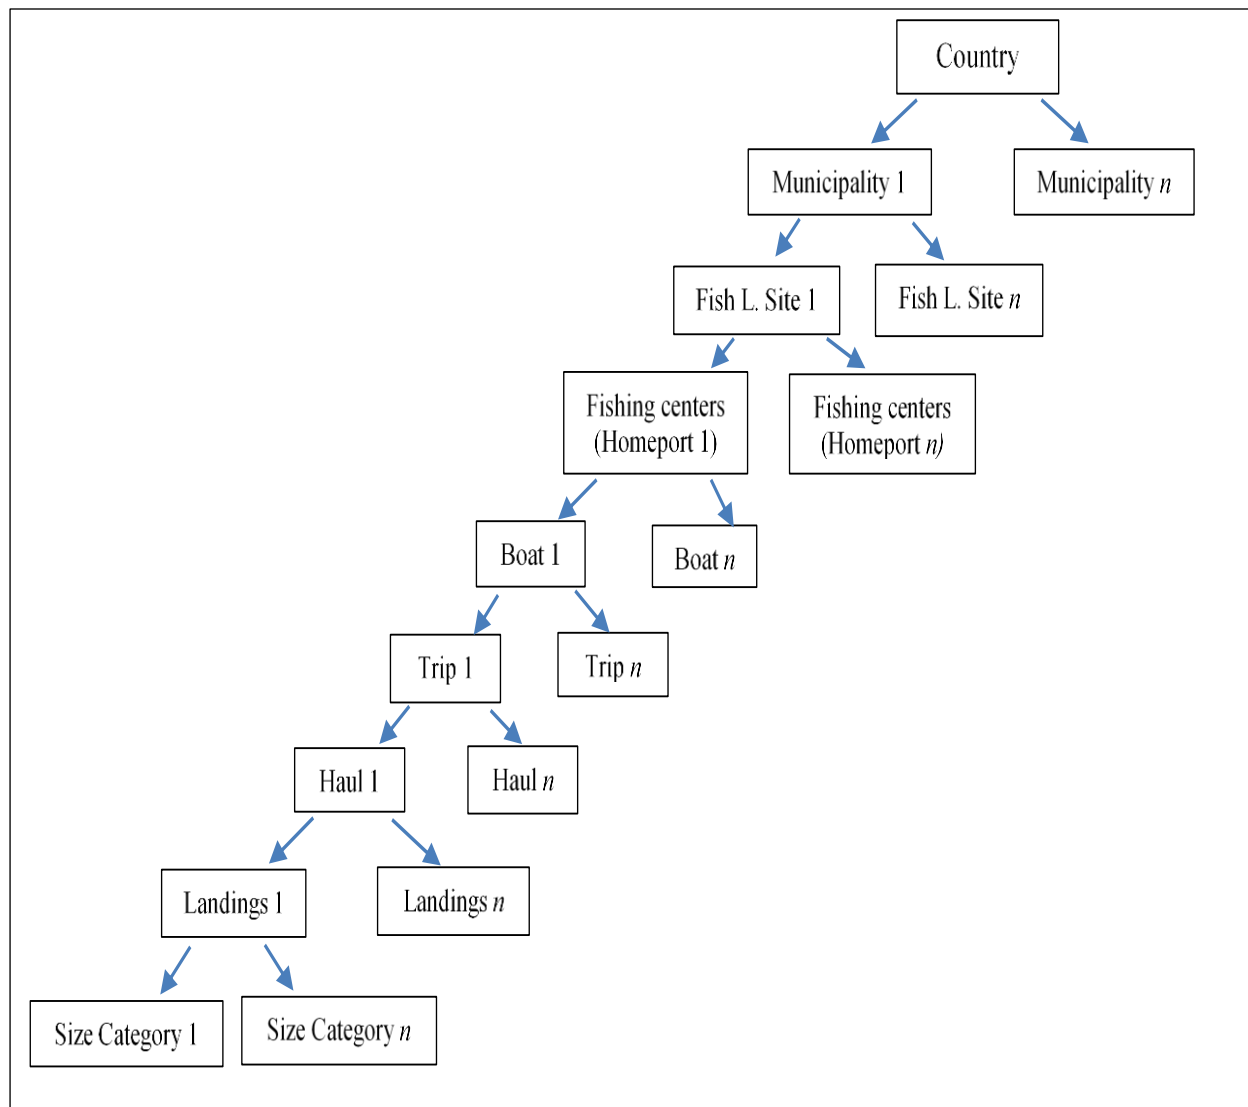 Country
Municipality 1
Municipality n
Fish L. Site 1
Fish L. Site n
Fishing centers
(Homeport 1)
Fishing centers
(Homeport n)
Boat 1
Boat n
Trip 1
Trip n
Haul 1
Haul n
Landings 1
Landings n
Size Category 1
Size Category n